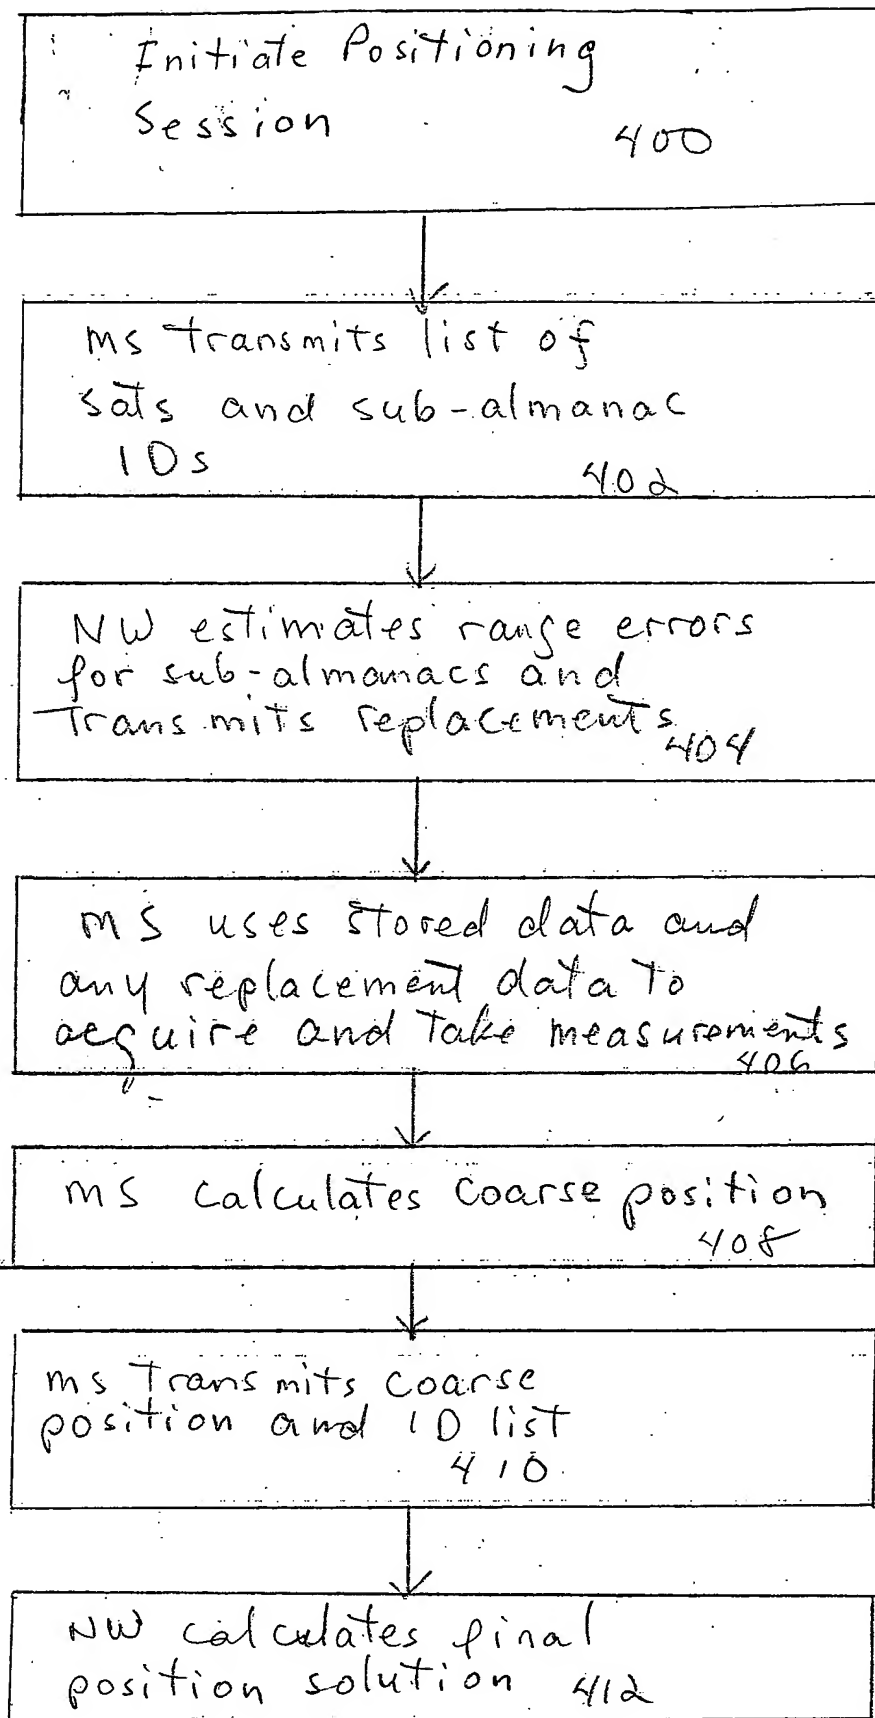 Initiate Positioning
Session
400
ms transmits list of
sats and sub-almanac
IDs 402
NW estimates range errors
for sub-almanacs and
Transmits replacements
404
ms uses stored data and
any replacement data to
acquire and Take measurements
406
ms calculates coarse position
408
ms Transmits coarse
position and ID list
410
NW calculates final
position solution 412